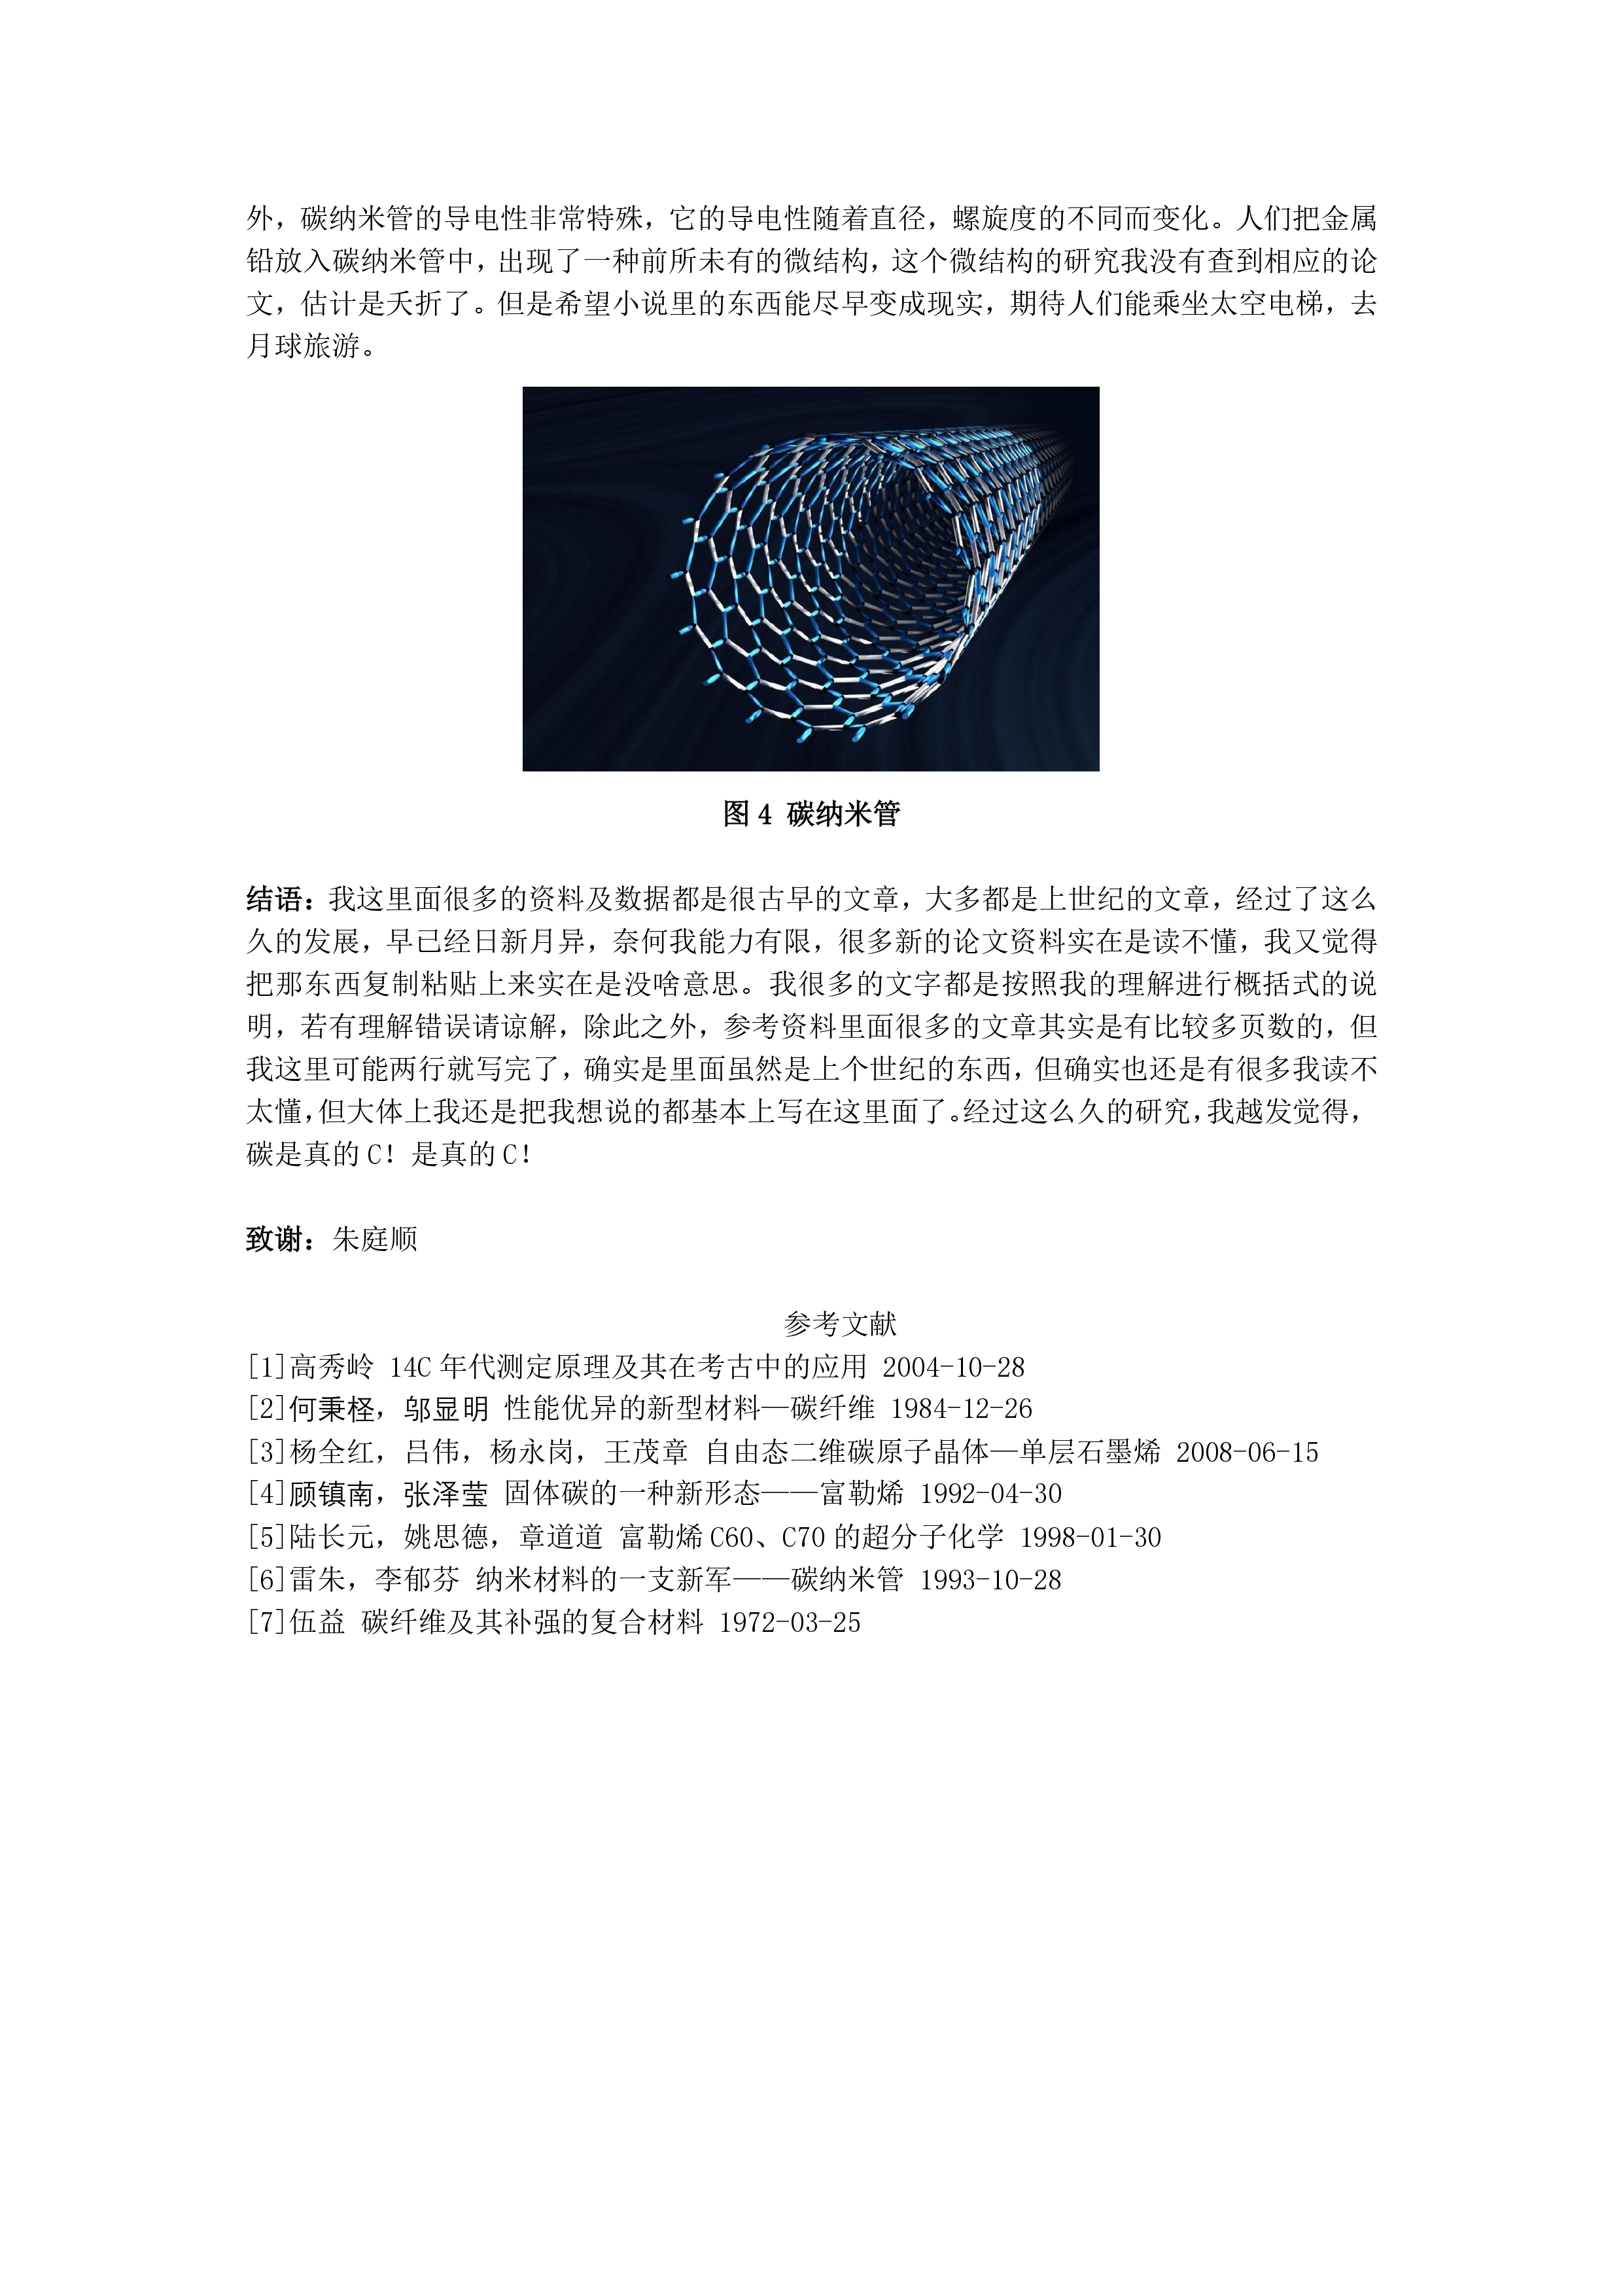 外，碳纳米管的导电性非常特殊，它的导电性随着直径，螺旋度的不同而变化。人们把金属
铅放入碳纳米管中，出现了一种前所未有的微结构，这个微结构的研究我没有查到相应的论
文，估计是夭折了。但是希望小说里的东西能尽早变成现实，期待人们能乘坐太空电梯，去
月球旅游。
图 4 碳纳米管
结语：我这里面很多的资料及数据都是很古早的文章，大多都是上世纪的文章，经过了这么
久的发展，早已经日新月异，奈何我能力有限，很多新的论文资料实在是读不懂，我又觉得
把那东西复制粘贴上来实在是没啥意思。我很多的文字都是按照我的理解进行概括式的说
明，若有理解错误请谅解，除此之外，参考资料里面很多的文章其实是有比较多页数的，但
我这里可能两行就写完了，确实是里面虽然是上个世纪的东西，但确实也还是有很多我读不
太懂，但大体上我还是把我想说的都基本上写在这里面了。经过这么久的研究，我越发觉得，
碳是真的 C！是真的 C！
致谢：朱庭顺
参考文献
[1]高秀岭 14C 年代测定原理及其在考古中的应用 2004-10-28
[2]何秉柽，邬显明 性能优异的新型材料—碳纤维 1984-12-26
[3]杨全红，吕伟，杨永岗，王茂章 自由态二维碳原子晶体—单层石墨烯 2008-06-15
[4]顾镇南，张泽莹 固体碳的一种新形态——富勒烯 1992-04-30
[5]陆长元，姚思德，章道道 富勒烯 C60、C70 的超分子化学 1998-01-30
[6]雷朱，李郁芬 纳米材料的一支新军——碳纳米管 1993-10-28
[7]伍益 碳纤维及其补强的复合材料 1972-03-25